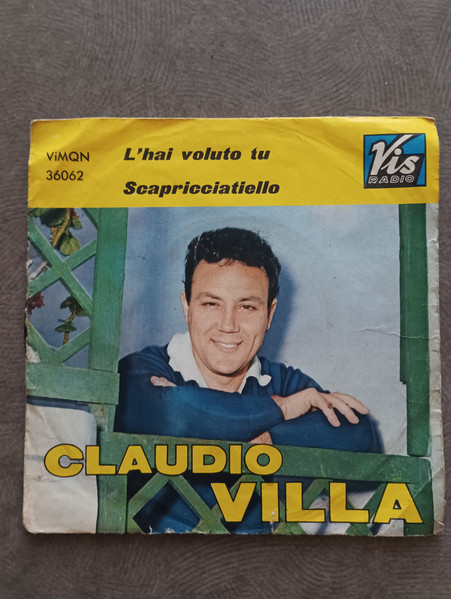 ViMQN
36062
L'hai voluto tu
Scapricciatiello
Vis
RADIO
CLAUDIO
VILLA